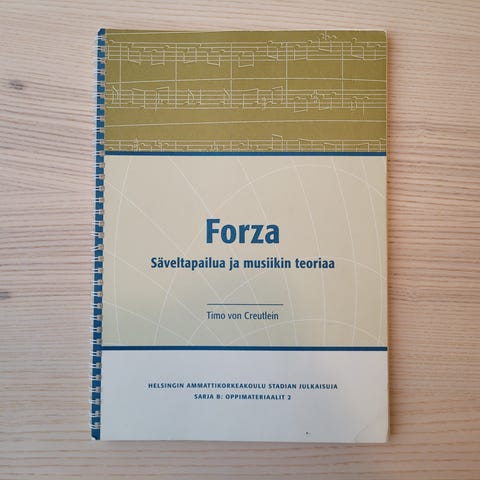 Forza
Säveltapailua ja musiikin teoriaa
Timo von Creutlein
HELSINGIN AMMATTIKORKEAKOULU STADIAN JULKAISUJA
SARJA B: OPPIMATERIAALIT 2